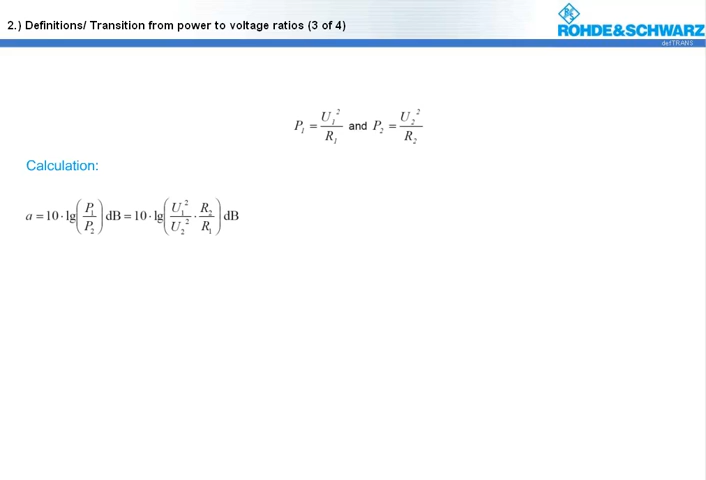 2.) Definitions/ Transition from power to voltage ratios (3 of 4)
ROHDE&SCHWARZ
defTRANS
P₁ = U₁²/R₁ and P₂ = U₂²/R₂
Calculation:
a = 10 · lg(P₁/P₂) dB = 10 · lg(U₁²/U₂² · R₂/R₁) dB